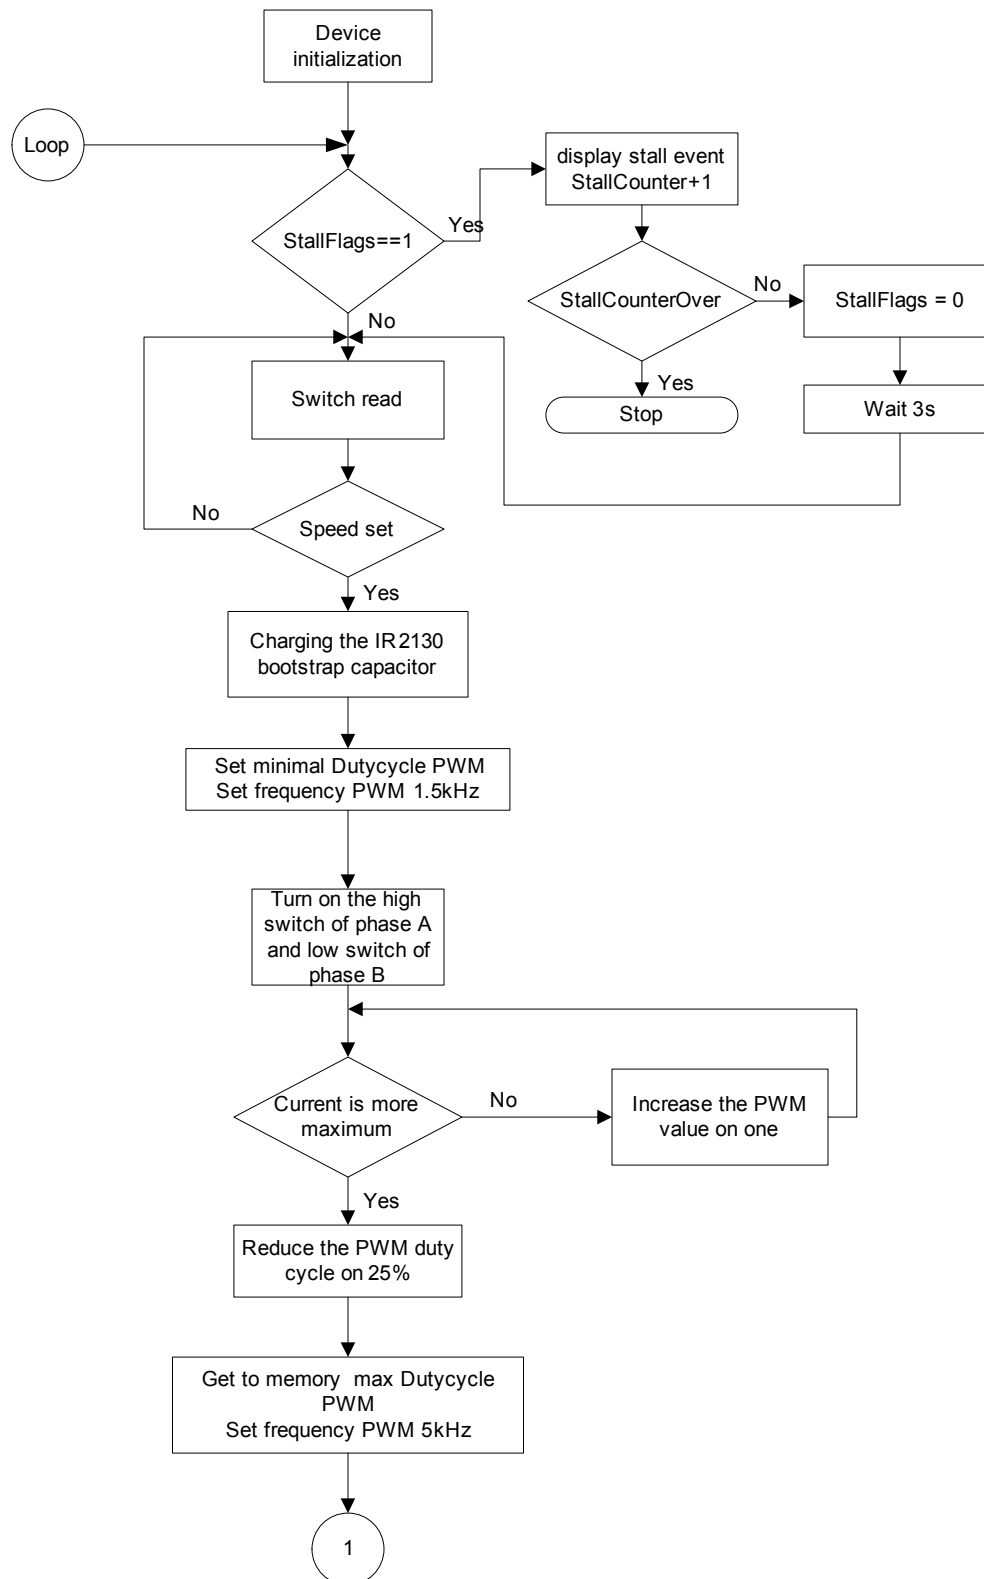 Device
initialization
Loop
display stall event
StallCounter+1
Yes
StallFlags==1
No
StallCounterOver
StallFlags = 0
No
Yes
Switch read
Stop
Wait 3s
No
Speed set
Yes
Charging the IR2130
bootstrap capacitor
Set minimal Dutycycle PWM
Set frequency PWM 1.5kHz
Turn on the high
switch of phase A
and low switch of
phase B
Current is more
maximum
No
Increase the PWM
value on one
Yes
Reduce the PWM duty
cycle on 25%
Get to memory  max Dutycycle
PWM
Set frequency PWM 5kHz
1